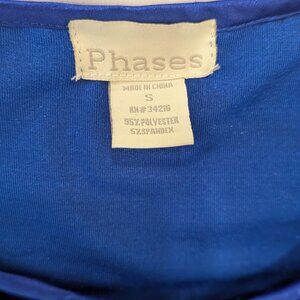 Phases
MADE IN CHINA
S
RN# 34216
95% POLYESTER
5% SPANDEX